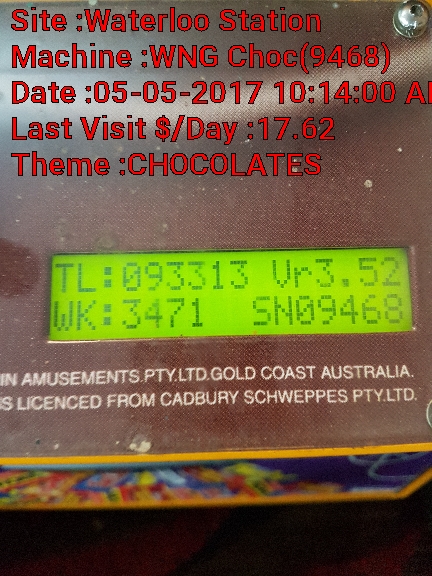 Site :Waterloo Station
Machine :WNG Choc(9468)
Date :05-05-2017 10:14:00 A
Last Visit $/Day :17.62
Theme :CHOCOLATES
TL:093313 Vr3.52
WK:3471 SN09468
IN AMUSEMENTS.PTY.LTD.GOLD COAST AUSTRALIA.
S LICENCED FROM CADBURY SCHWEPPES PTY.LTD.